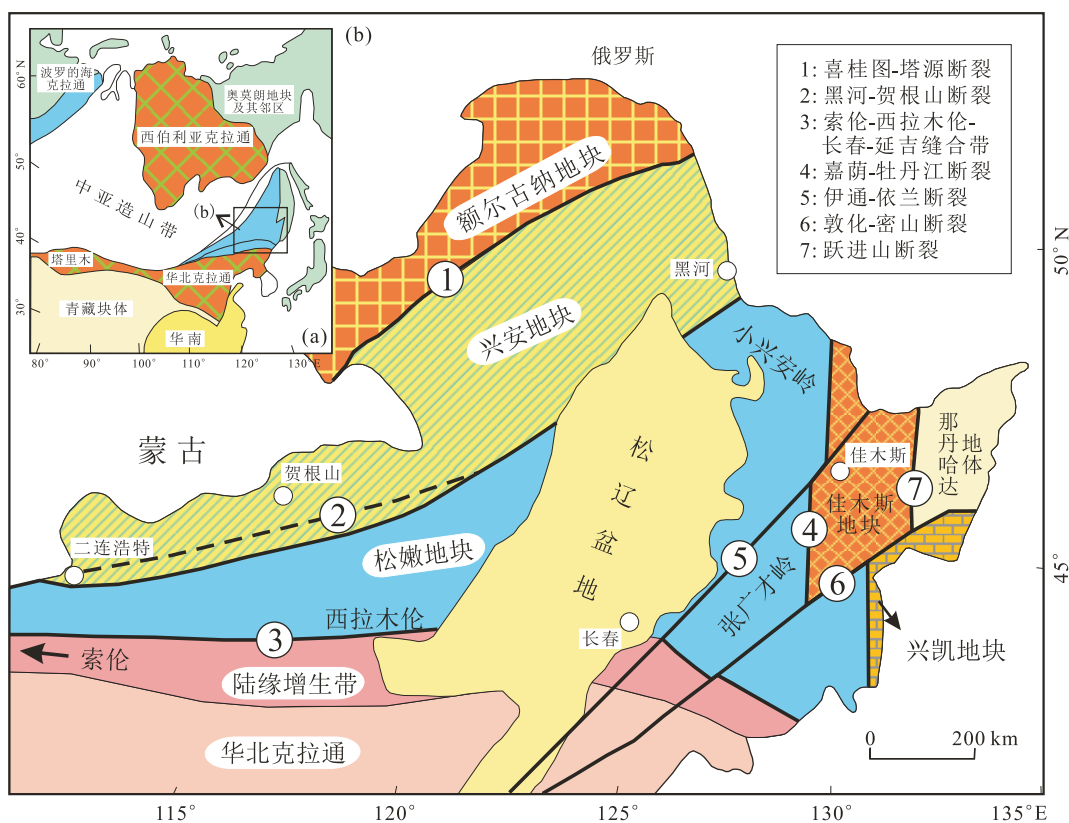 (b)
俄罗斯
波罗的海
克拉通
奥莫朗地块
及其邻区
西伯利亚克拉通
中亚造山带
(b)
塔里木
华北克拉通
青藏块体
华南
(a)
60°N
50°
40°
30°
80°
90°
100°
110°
120°
130°E
1: 喜桂图-塔源断裂
2: 黑河-贺根山断裂
3: 索伦-西拉木伦-
长春-延吉缝合带
4: 嘉荫-牡丹江断裂
5: 伊通-依兰断裂
6: 敦化-密山断裂
7: 跃进山断裂
额尔古纳地块
1
黑河
50°N
兴安地块
小兴安岭
蒙古
贺根山
2
二连浩特
松辽盆地
佳木斯
那丹哈达
地体
7
佳木斯
地块
4
松嫩地块
5
6
45°
张广才岭
西拉木伦
长春
3
索伦
兴凯地块
陆缘增生带
华北克拉通
0
200 km
115°
120°
125°
130°
135°E